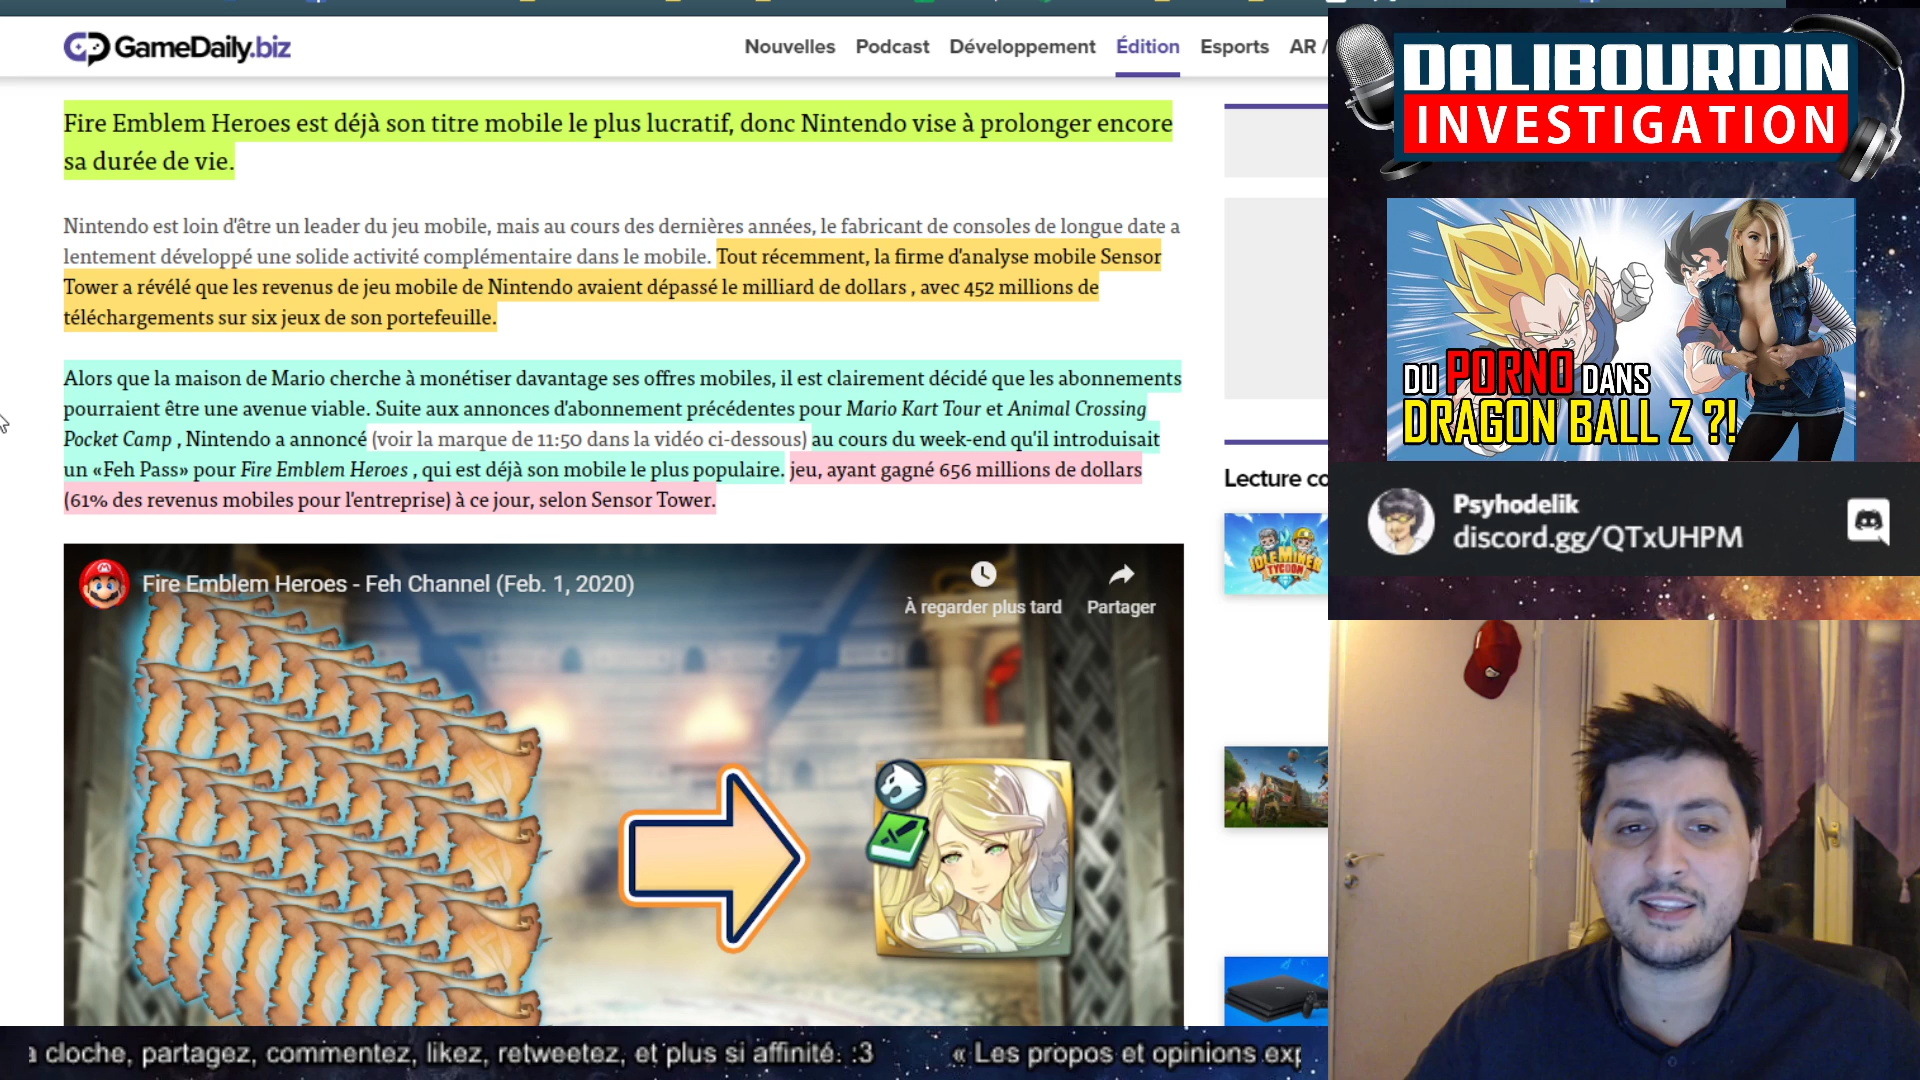 GameDaily.biz
Nouvelles Podcast Développement Édition Esports AR /
Fire Emblem Heroes est déjà son titre mobile le plus lucratif, donc Nintendo vise à prolonger encore
sa durée de vie.
Nintendo est loin d'être un leader du jeu mobile, mais au cours des dernières années, le fabricant de consoles de longue date a
lentement développé une solide activité complémentaire dans le mobile. Tout récemment, la firme d'analyse mobile Sensor
Tower a révélé que les revenus de jeu mobile de Nintendo avaient dépassé le milliard de dollars , avec 452 millions de
téléchargements sur six jeux de son portefeuille.
Alors que la maison de Mario cherche à monétiser davantage ses offres mobiles, il est clairement décidé que les abonnements
pourraient être une avenue viable. Suite aux annonces d'abonnement précédentes pour Mario Kart Tour et Animal Crossing
Pocket Camp , Nintendo a annoncé (voir la marque de 11:50 dans la vidéo ci-dessous) au cours du week-end qu'il introduisait
un «Feh Pass» pour Fire Emblem Heroes , qui est déjà son mobile le plus populaire. jeu, ayant gagné 656 millions de dollars
(61% des revenus mobiles pour l'entreprise) à ce jour, selon Sensor Tower.
Fire Emblem Heroes - Feh Channel (Feb. 1, 2020)
À regarder plus tard
Partager
Lecture co
IDLE MINER
TYCOON
DALIBOURDIN
INVESTIGATION
DU PORNO DANS
DRAGON BALL Z ?!
Psyhodelik
discord.gg/QTxUHPM
a cloche, partagez, commentez, likez, retweetez, et plus si affinité. :3 « Les propos et opinions exp